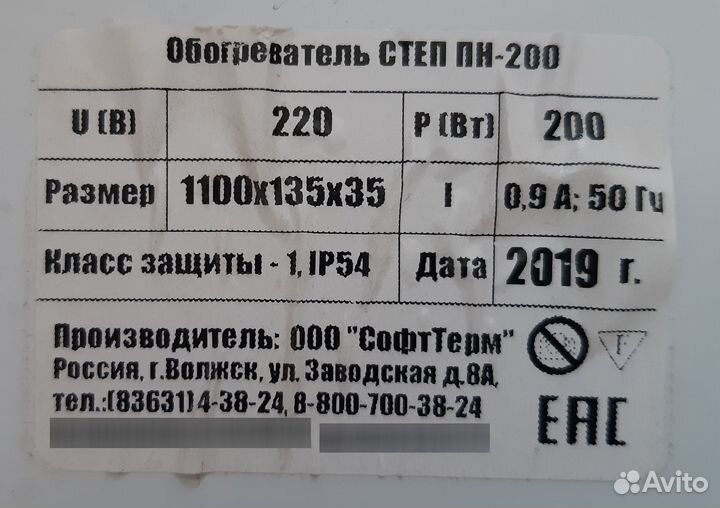 Обогреватель СТЕП ПН-200
U (В) 220 Р (Вт) 200
Размер 1100х135х35 I 0,9 А; 50 Гц
Класс защиты - 1, IP54 Дата 2019 г.
Производитель: ООО "СофтТерм"
Россия, г.Волжск, ул. Заводская д.8А,
тел.:(83631)4-38-24, 8-800-700-38-24
ЕАС
Avito